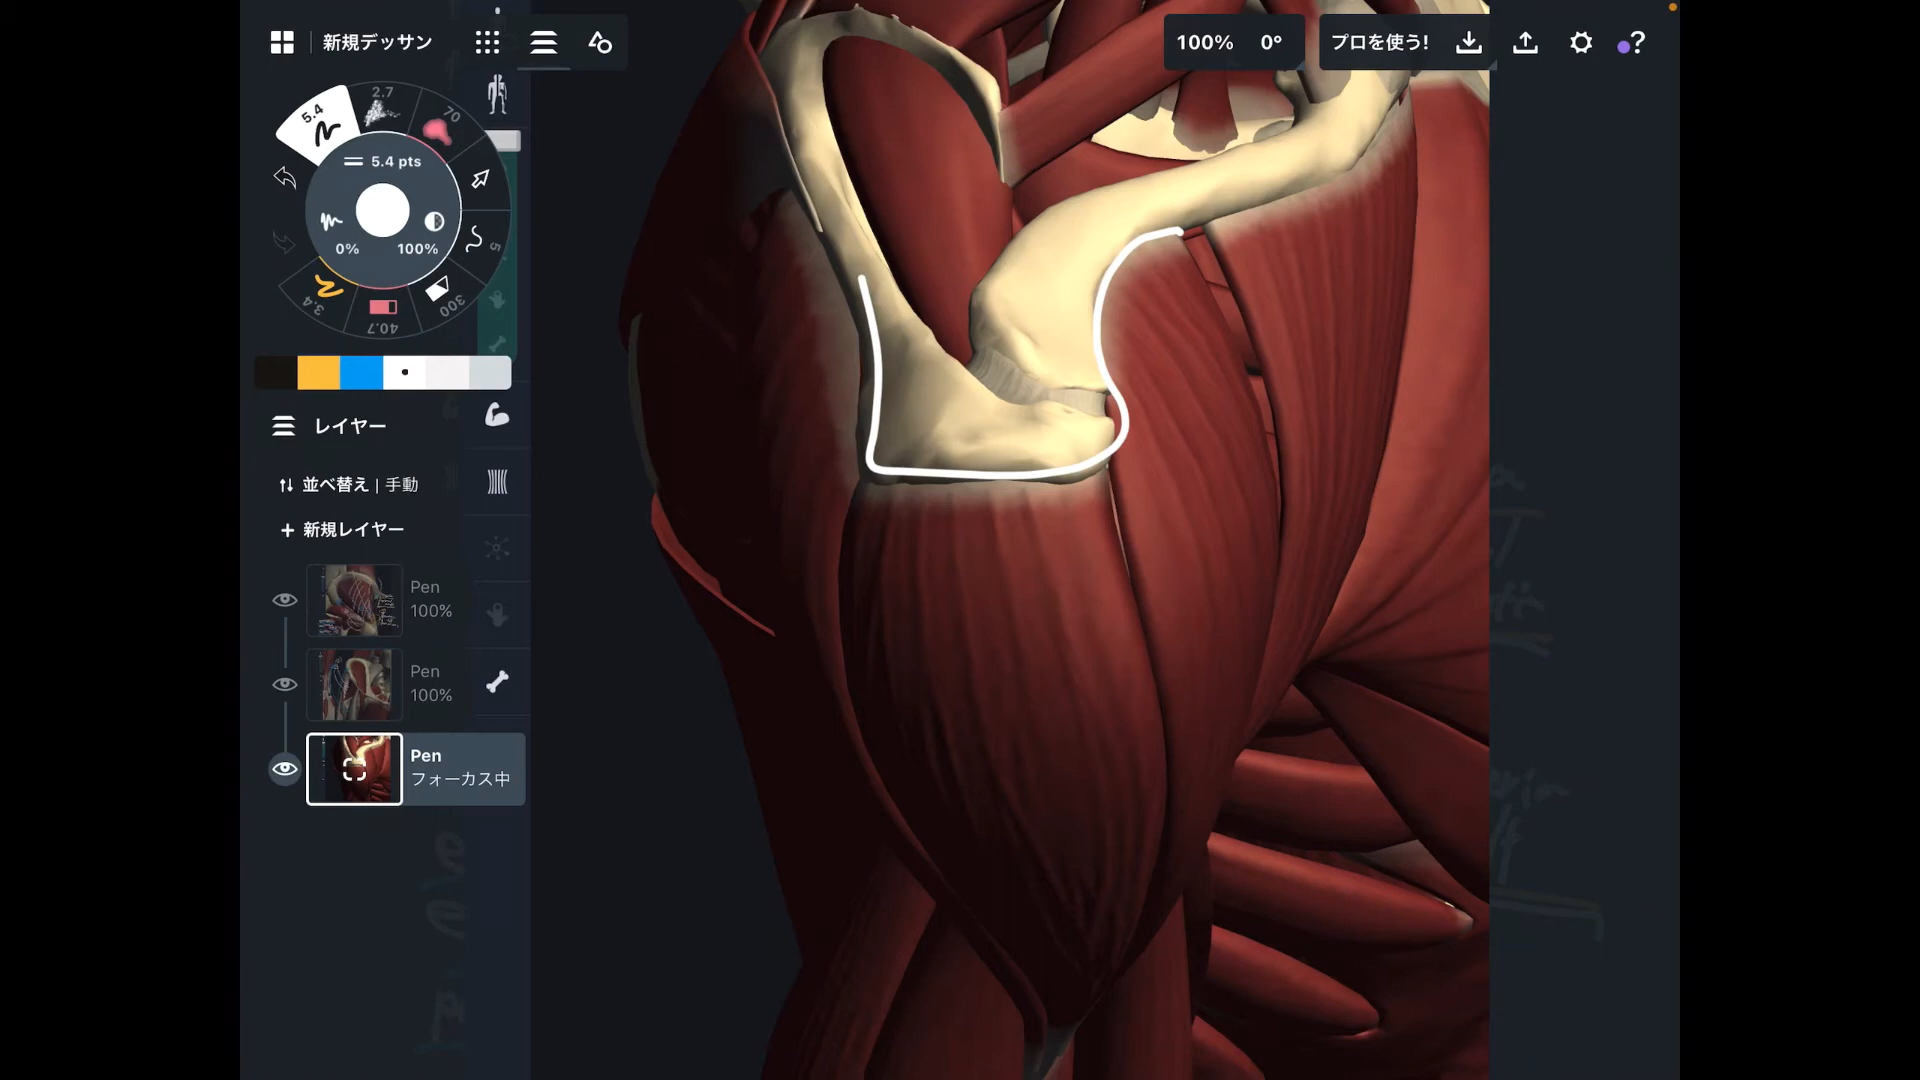 新規デッサン
100% 0°
プロを使う!
?
2.7
5.4
70
5.4 pts
5
0%
100%
3.4
40.7
300
レイヤー
並べ替え | 手動
+ 新規レイヤー
Pen
100%
Pen
100%
Pen
フォーカス中